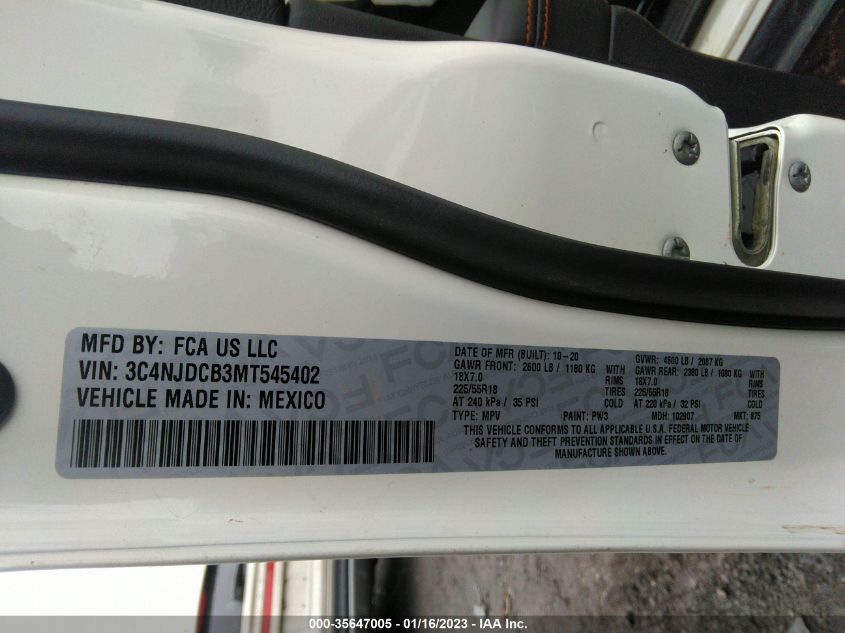 MFD BY: FCA US LLC
VIN: 3C4NJDCB3MT545402
VEHICLE MADE IN: MEXICO
DATE OF MFR (BUILT): 10-20 GVWR: 4600 LB / 2087 KG
GAWR FRONT: 2600 LB / 1180 KG WITH GAWR REAR: 2380 LB / 1080 KG WITH
18X7.0 RIMS 18X7.0 RIMS
225/55R18 TIRES 225/55R18 TIRES
AT 240 kPa / 35 PSI COLD AT 220 kPa / 32 PSI COLD
TYPE: MPV PAINT: PW3 MDH: 102907 MKT: 875
THIS VEHICLE CONFORMS TO ALL APPLICABLE U.S.A. FEDERAL MOTOR VEHICLE
SAFETY AND THEFT PREVENTION STANDARDS IN EFFECT ON THE DATE OF
MANUFACTURE SHOWN ABOVE.
000-35647005 - 01/16/2023 - IAA Inc.